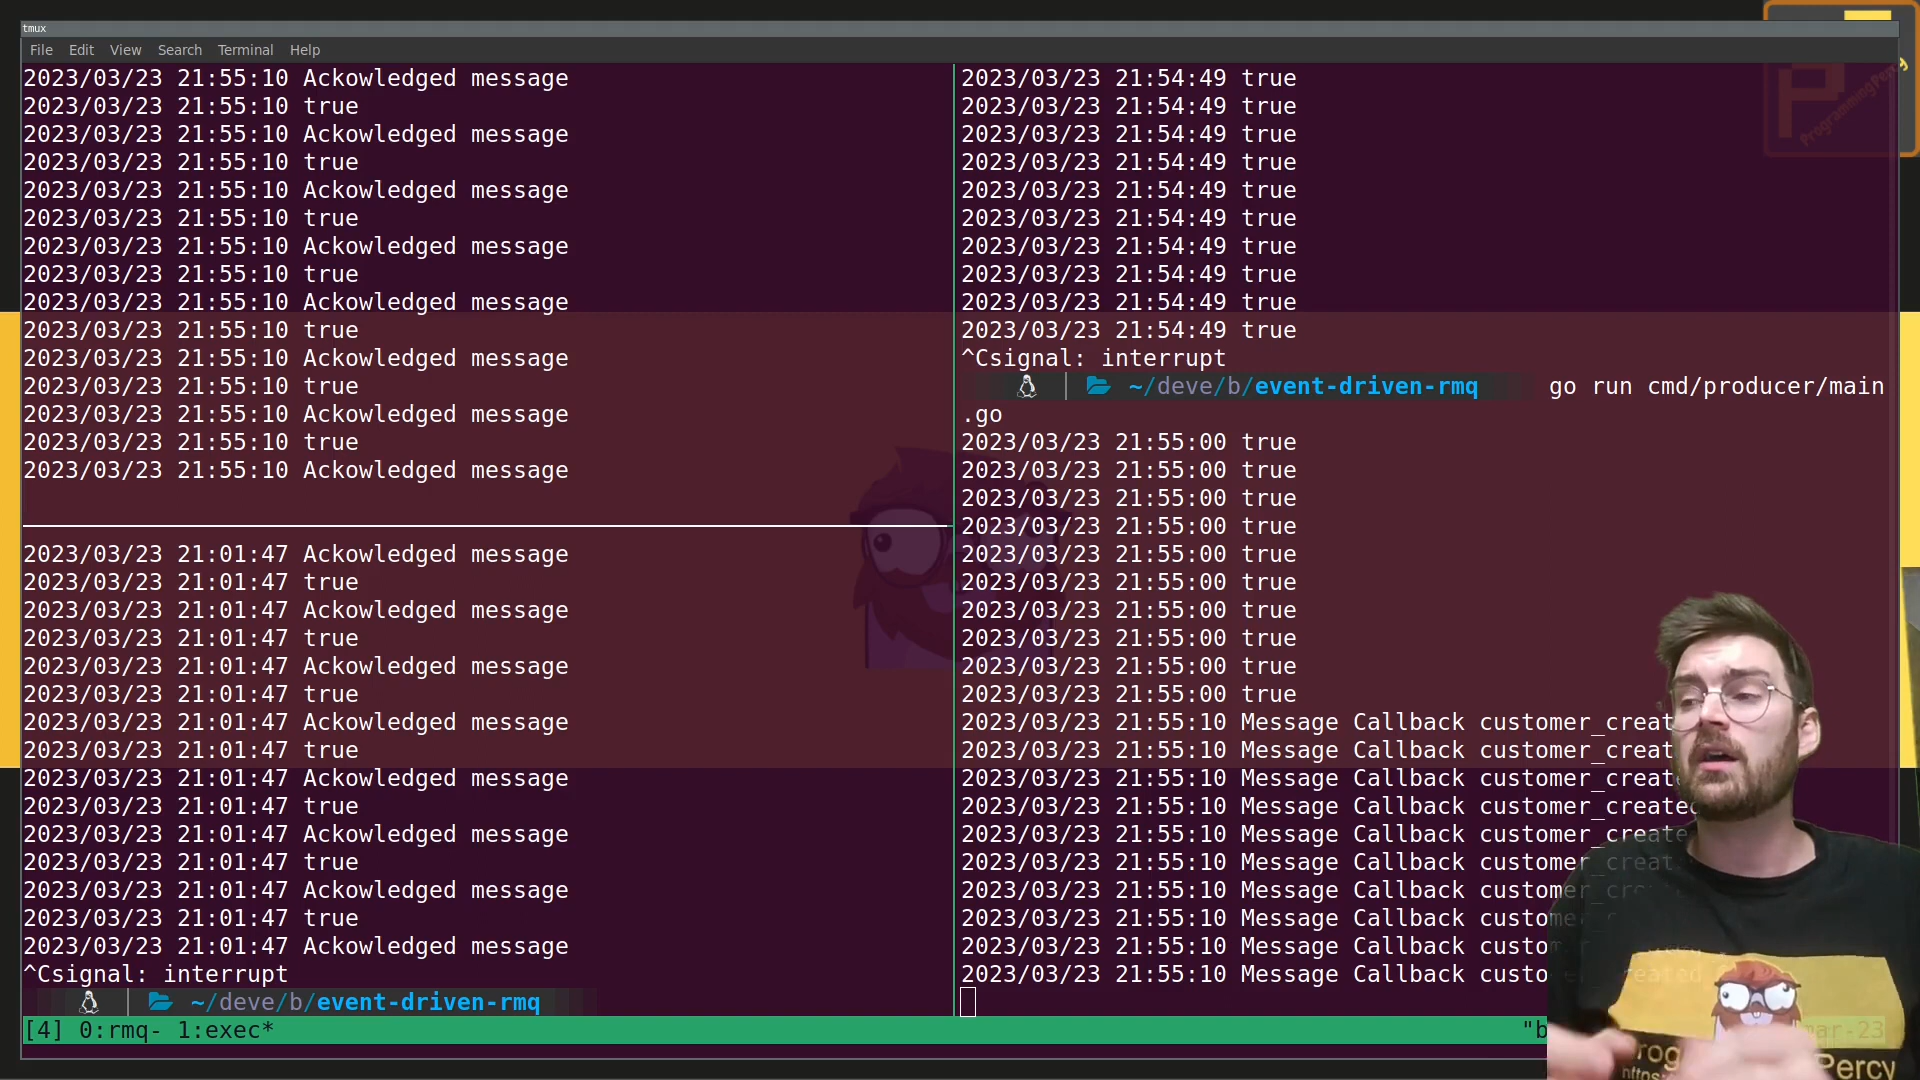 tmux
File Edit View Search Terminal Help
2023/03/23 21:55:10 Ackowledged message
2023/03/23 21:55:10 true
2023/03/23 21:55:10 Ackowledged message
2023/03/23 21:55:10 true
2023/03/23 21:55:10 Ackowledged message
2023/03/23 21:55:10 true
2023/03/23 21:55:10 Ackowledged message
2023/03/23 21:55:10 true
2023/03/23 21:55:10 Ackowledged message
2023/03/23 21:55:10 true
2023/03/23 21:55:10 Ackowledged message
2023/03/23 21:55:10 true
2023/03/23 21:55:10 Ackowledged message
2023/03/23 21:55:10 true
2023/03/23 21:55:10 Ackowledged message
2023/03/23 21:01:47 Ackowledged message
2023/03/23 21:01:47 true
2023/03/23 21:01:47 Ackowledged message
2023/03/23 21:01:47 true
2023/03/23 21:01:47 Ackowledged message
2023/03/23 21:01:47 true
2023/03/23 21:01:47 Ackowledged message
2023/03/23 21:01:47 true
2023/03/23 21:01:47 Ackowledged message
2023/03/23 21:01:47 true
2023/03/23 21:01:47 Ackowledged message
2023/03/23 21:01:47 true
2023/03/23 21:01:47 Ackowledged message
2023/03/23 21:01:47 true
2023/03/23 21:01:47 Ackowledged message
^Csignal: interrupt
~/deve/b/event-driven-rmq
2023/03/23 21:54:49 true
2023/03/23 21:54:49 true
2023/03/23 21:54:49 true
2023/03/23 21:54:49 true
2023/03/23 21:54:49 true
2023/03/23 21:54:49 true
2023/03/23 21:54:49 true
2023/03/23 21:54:49 true
2023/03/23 21:54:49 true
2023/03/23 21:54:49 true
^Csignal: interrupt
~/deve/b/event-driven-rmq go run cmd/producer/main
.go
2023/03/23 21:55:00 true
2023/03/23 21:55:00 true
2023/03/23 21:55:00 true
2023/03/23 21:55:00 true
2023/03/23 21:55:00 true
2023/03/23 21:55:00 true
2023/03/23 21:55:00 true
2023/03/23 21:55:00 true
2023/03/23 21:55:00 true
2023/03/23 21:55:00 true
2023/03/23 21:55:10 Message Callback customer_creat
2023/03/23 21:55:10 Message Callback customer_creat
2023/03/23 21:55:10 Message Callback customer_create
2023/03/23 21:55:10 Message Callback customer_created
2023/03/23 21:55:10 Message Callback customer_create
2023/03/23 21:55:10 Message Callback customer_creat
2023/03/23 21:55:10 Message Callback customer
2023/03/23 21:55:10 Message Callback custome
2023/03/23 21:55:10 Message Callback custom
2023/03/23 21:55:10 Message Callback custo
[4] 0:rmq- 1:exec* "b mar-23
ProgrammingPercy
Percy